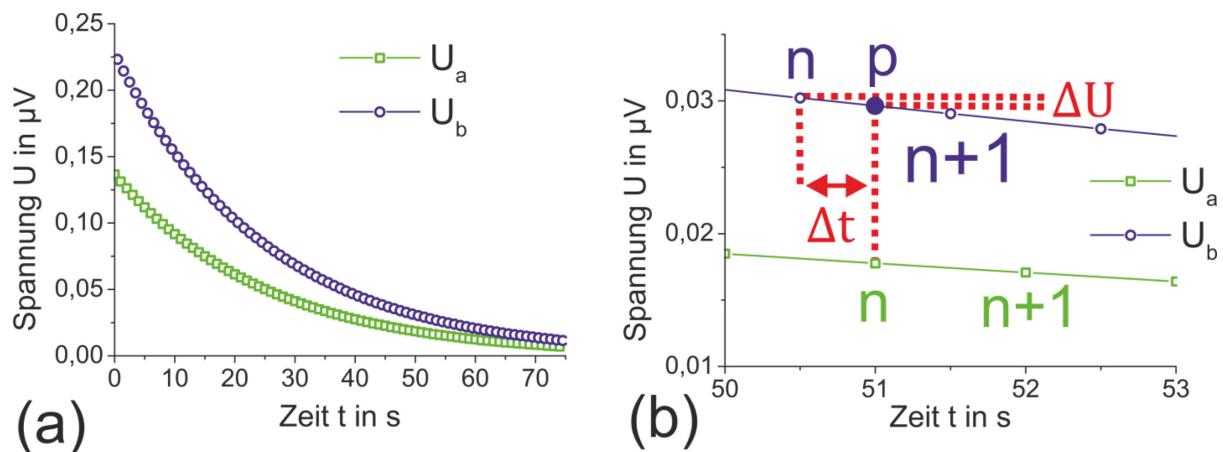 Spannung U in µV
0,25
0,20
0,15
0,10
0,05
0,00
0
10
20
30
40
50
60
70
Zeit t in s
U_a
U_b
(a)
Spannung U in µV
0,03
0,02
0,01
50
51
52
53
Zeit t in s
n
p
ΔU
n+1
Δt
n
n+1
U_a
U_b
(b)